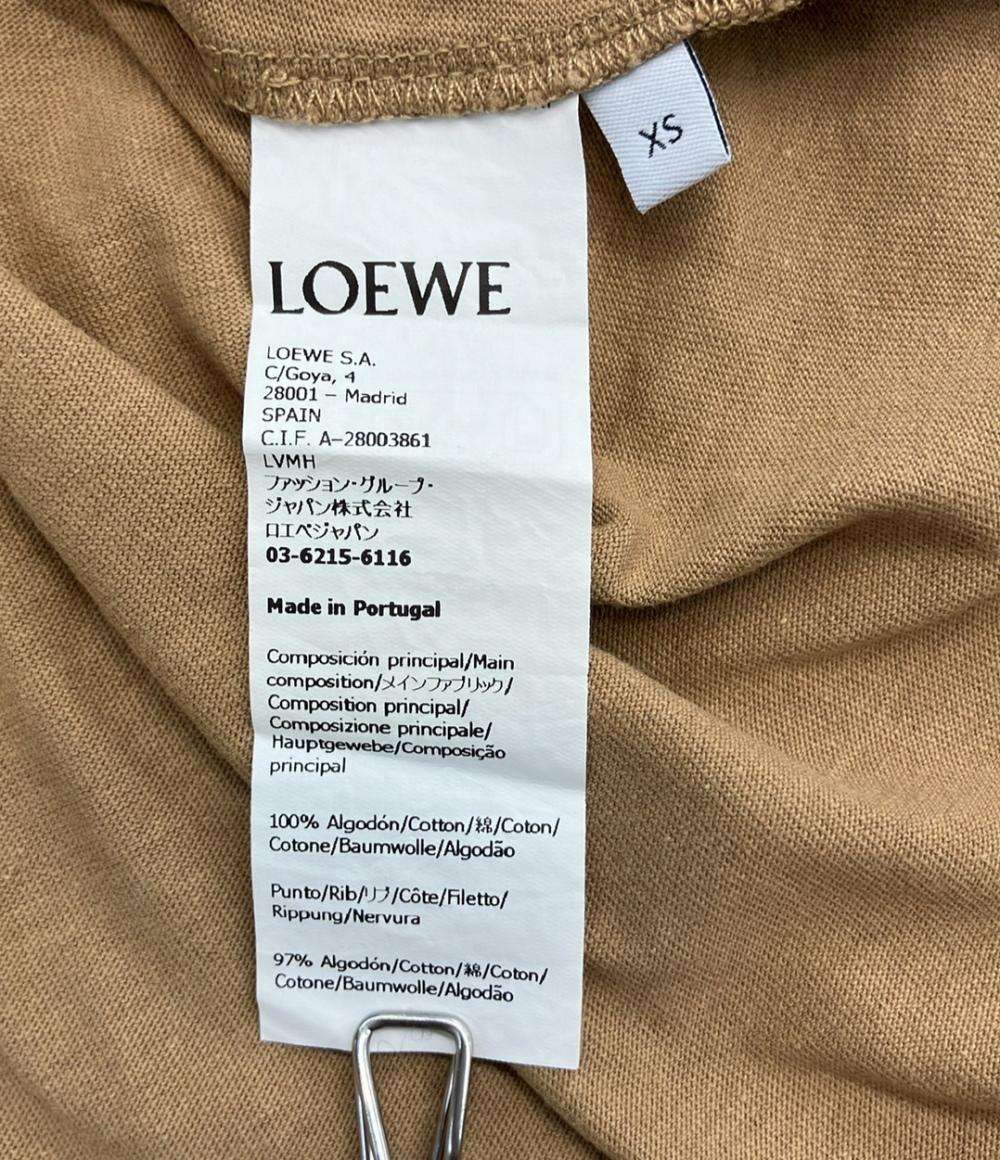 XS
LOEWE
LOEWE S.A.
C/Goya, 4
28001 – Madrid
SPAIN
C.I.F. A–28003861
LVMH
ファッション・グループ・
ジャパン株式会社
ロエベジャパン
03-6215-6116
Made in Portugal
Composición principal/Main
composition/メインファブリック/
Composition principal/
Composizione principale/
Hauptgewebe/Composição
principal
100% Algodón/Cotton/綿/Coton/
Cotone/Baumwolle/Algodão
Punto/Rib/リブ/Côte/Filetto/
Rippung/Nervura
97% Algodón/Cotton/綿/Coton/
Cotone/Baumwolle/Algodão